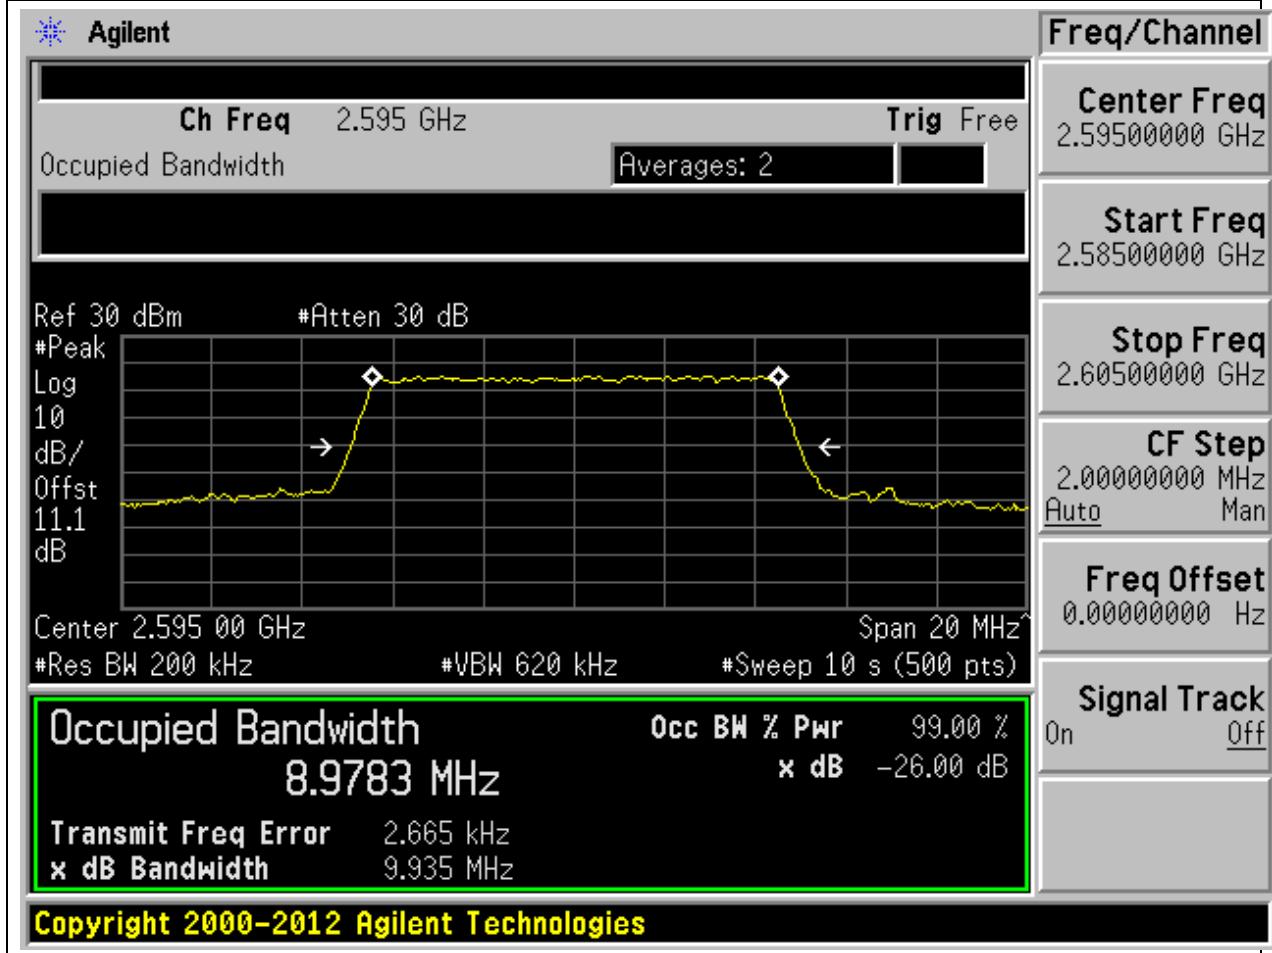 Agilent
Freq/Channel
Ch Freq 2.595 GHz Trig Free
Occupied Bandwidth Averages: 2
Center Freq
2.59500000 GHz
Start Freq
2.58500000 GHz
Stop Freq
2.60500000 GHz
CF Step
2.00000000 MHz
Auto Man
Freq Offset
0.00000000 Hz
Signal Track
On Off
Ref 30 dBm #Atten 30 dB
#Peak
Log
10
dB/
Offst
11.1
dB
Center 2.595 00 GHz Span 20 MHz^
#Res BW 200 kHz #VBW 620 kHz #Sweep 10 s (500 pts)
Occupied Bandwidth Occ BW % Pwr 99.00 %
8.9783 MHz x dB -26.00 dB
Transmit Freq Error 2.665 kHz
x dB Bandwidth 9.935 MHz
Copyright 2000-2012 Agilent Technologies